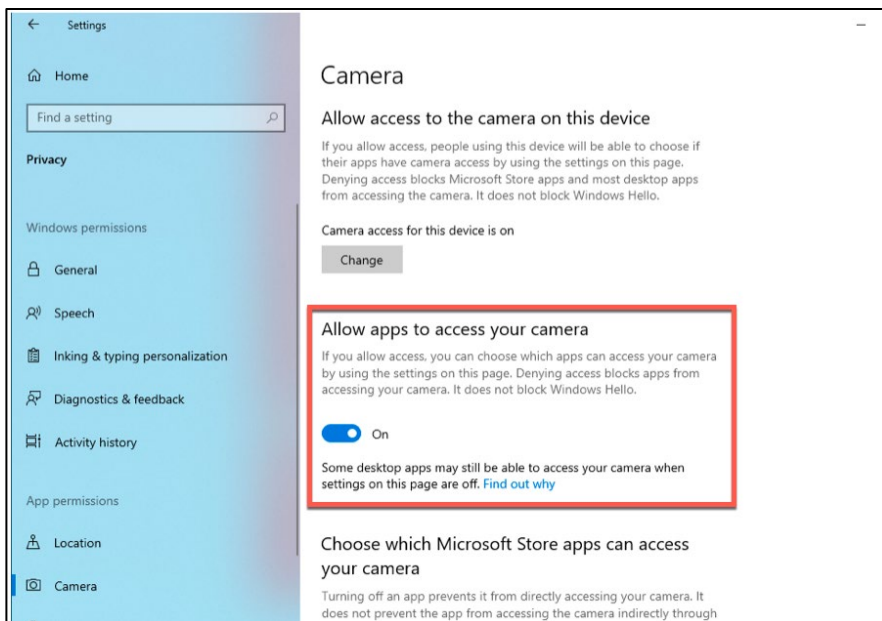 Settings
Home
Find a setting
Privacy
Windows permissions
General
Speech
Inking & typing personalization
Diagnostics & feedback
Activity history
App permissions
Location
Camera
Camera
Allow access to the camera on this device
If you allow access, people using this device will be able to choose if
their apps have camera access by using the settings on this page.
Denying access blocks Microsoft Store apps and most desktop apps
from accessing the camera. It does not block Windows Hello.
Camera access for this device is on
Change
Allow apps to access your camera
If you allow access, you can choose which apps can access your camera
by using the settings on this page. Denying access blocks apps from
accessing your camera. It does not block Windows Hello.
On
Some desktop apps may still be able to access your camera when
settings on this page are off. Find out why
Choose which Microsoft Store apps can access
your camera
Turning off an app prevents it from directly accessing your camera. It
does not prevent the app from accessing the camera indirectly through